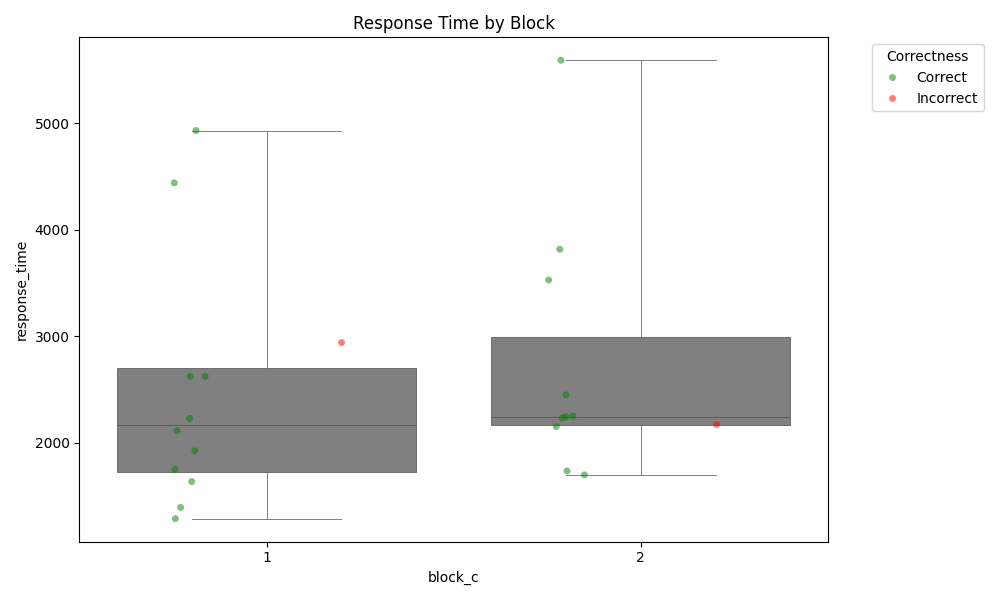 Response Time by Block
Correctness
Correct
Incorrect
5000
4000
3000
2000
response_time
1
2
block_c